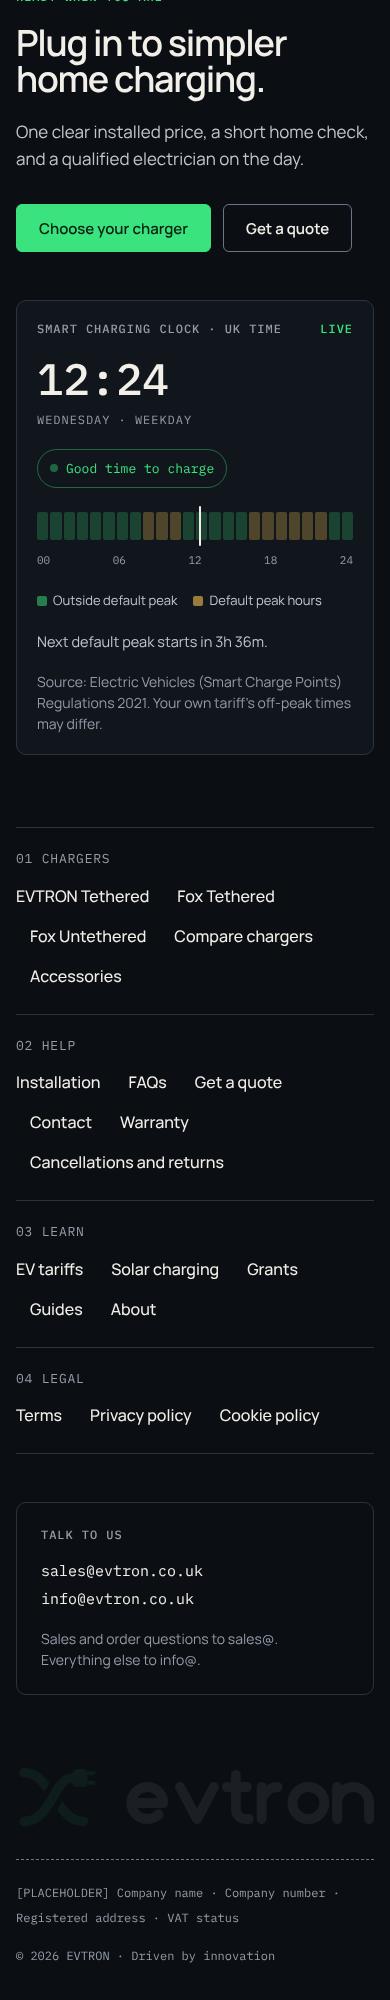 READY WHEN YOU ARE
Plug in to simpler
home charging.
One clear installed price, a short home check,
and a qualified electrician on the day.
Choose your charger
Get a quote
SMART CHARGING CLOCK · UK TIME
LIVE
12:24
WEDNESDAY · WEEKDAY
Good time to charge
00 06 12 18 24
Outside default peak
Default peak hours
Next default peak starts in 3h 36m.
Source: Electric Vehicles (Smart Charge Points)
Regulations 2021. Your own tariff's off-peak times
may differ.
01 CHARGERS
EVTRON Tethered Fox Tethered
Fox Untethered Compare chargers
Accessories
02 HELP
Installation FAQs Get a quote
Contact Warranty
Cancellations and returns
03 LEARN
EV tariffs Solar charging Grants
Guides About
04 LEGAL
Terms Privacy policy Cookie policy
TALK TO US
sales@evtron.co.uk
info@evtron.co.uk
Sales and order questions to sales@.
Everything else to info@.
evtron
[PLACEHOLDER] Company name · Company number ·
Registered address · VAT status
© 2026 EVTRON · Driven by innovation